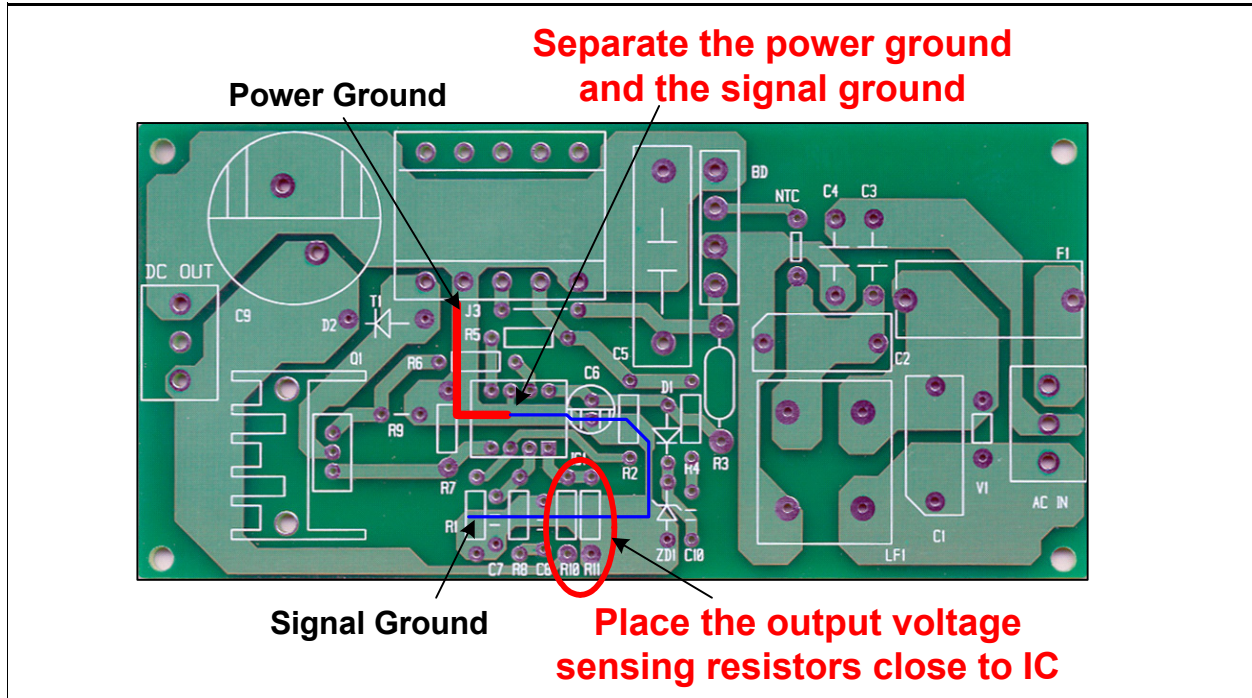 Separate the power ground
and the signal ground
Power Ground
BD
NTC
C4
C3
F1
DC OUT
C9
T1
D2
J3
R5
Q1
R6
C5
C6
D1
C2
R9
R7
R2
R4
R3
V1
AC IN
R1
C7
R8
R10
R11
ZD1
C10
LF1
C1
Signal Ground
Place the output voltage
sensing resistors close to IC